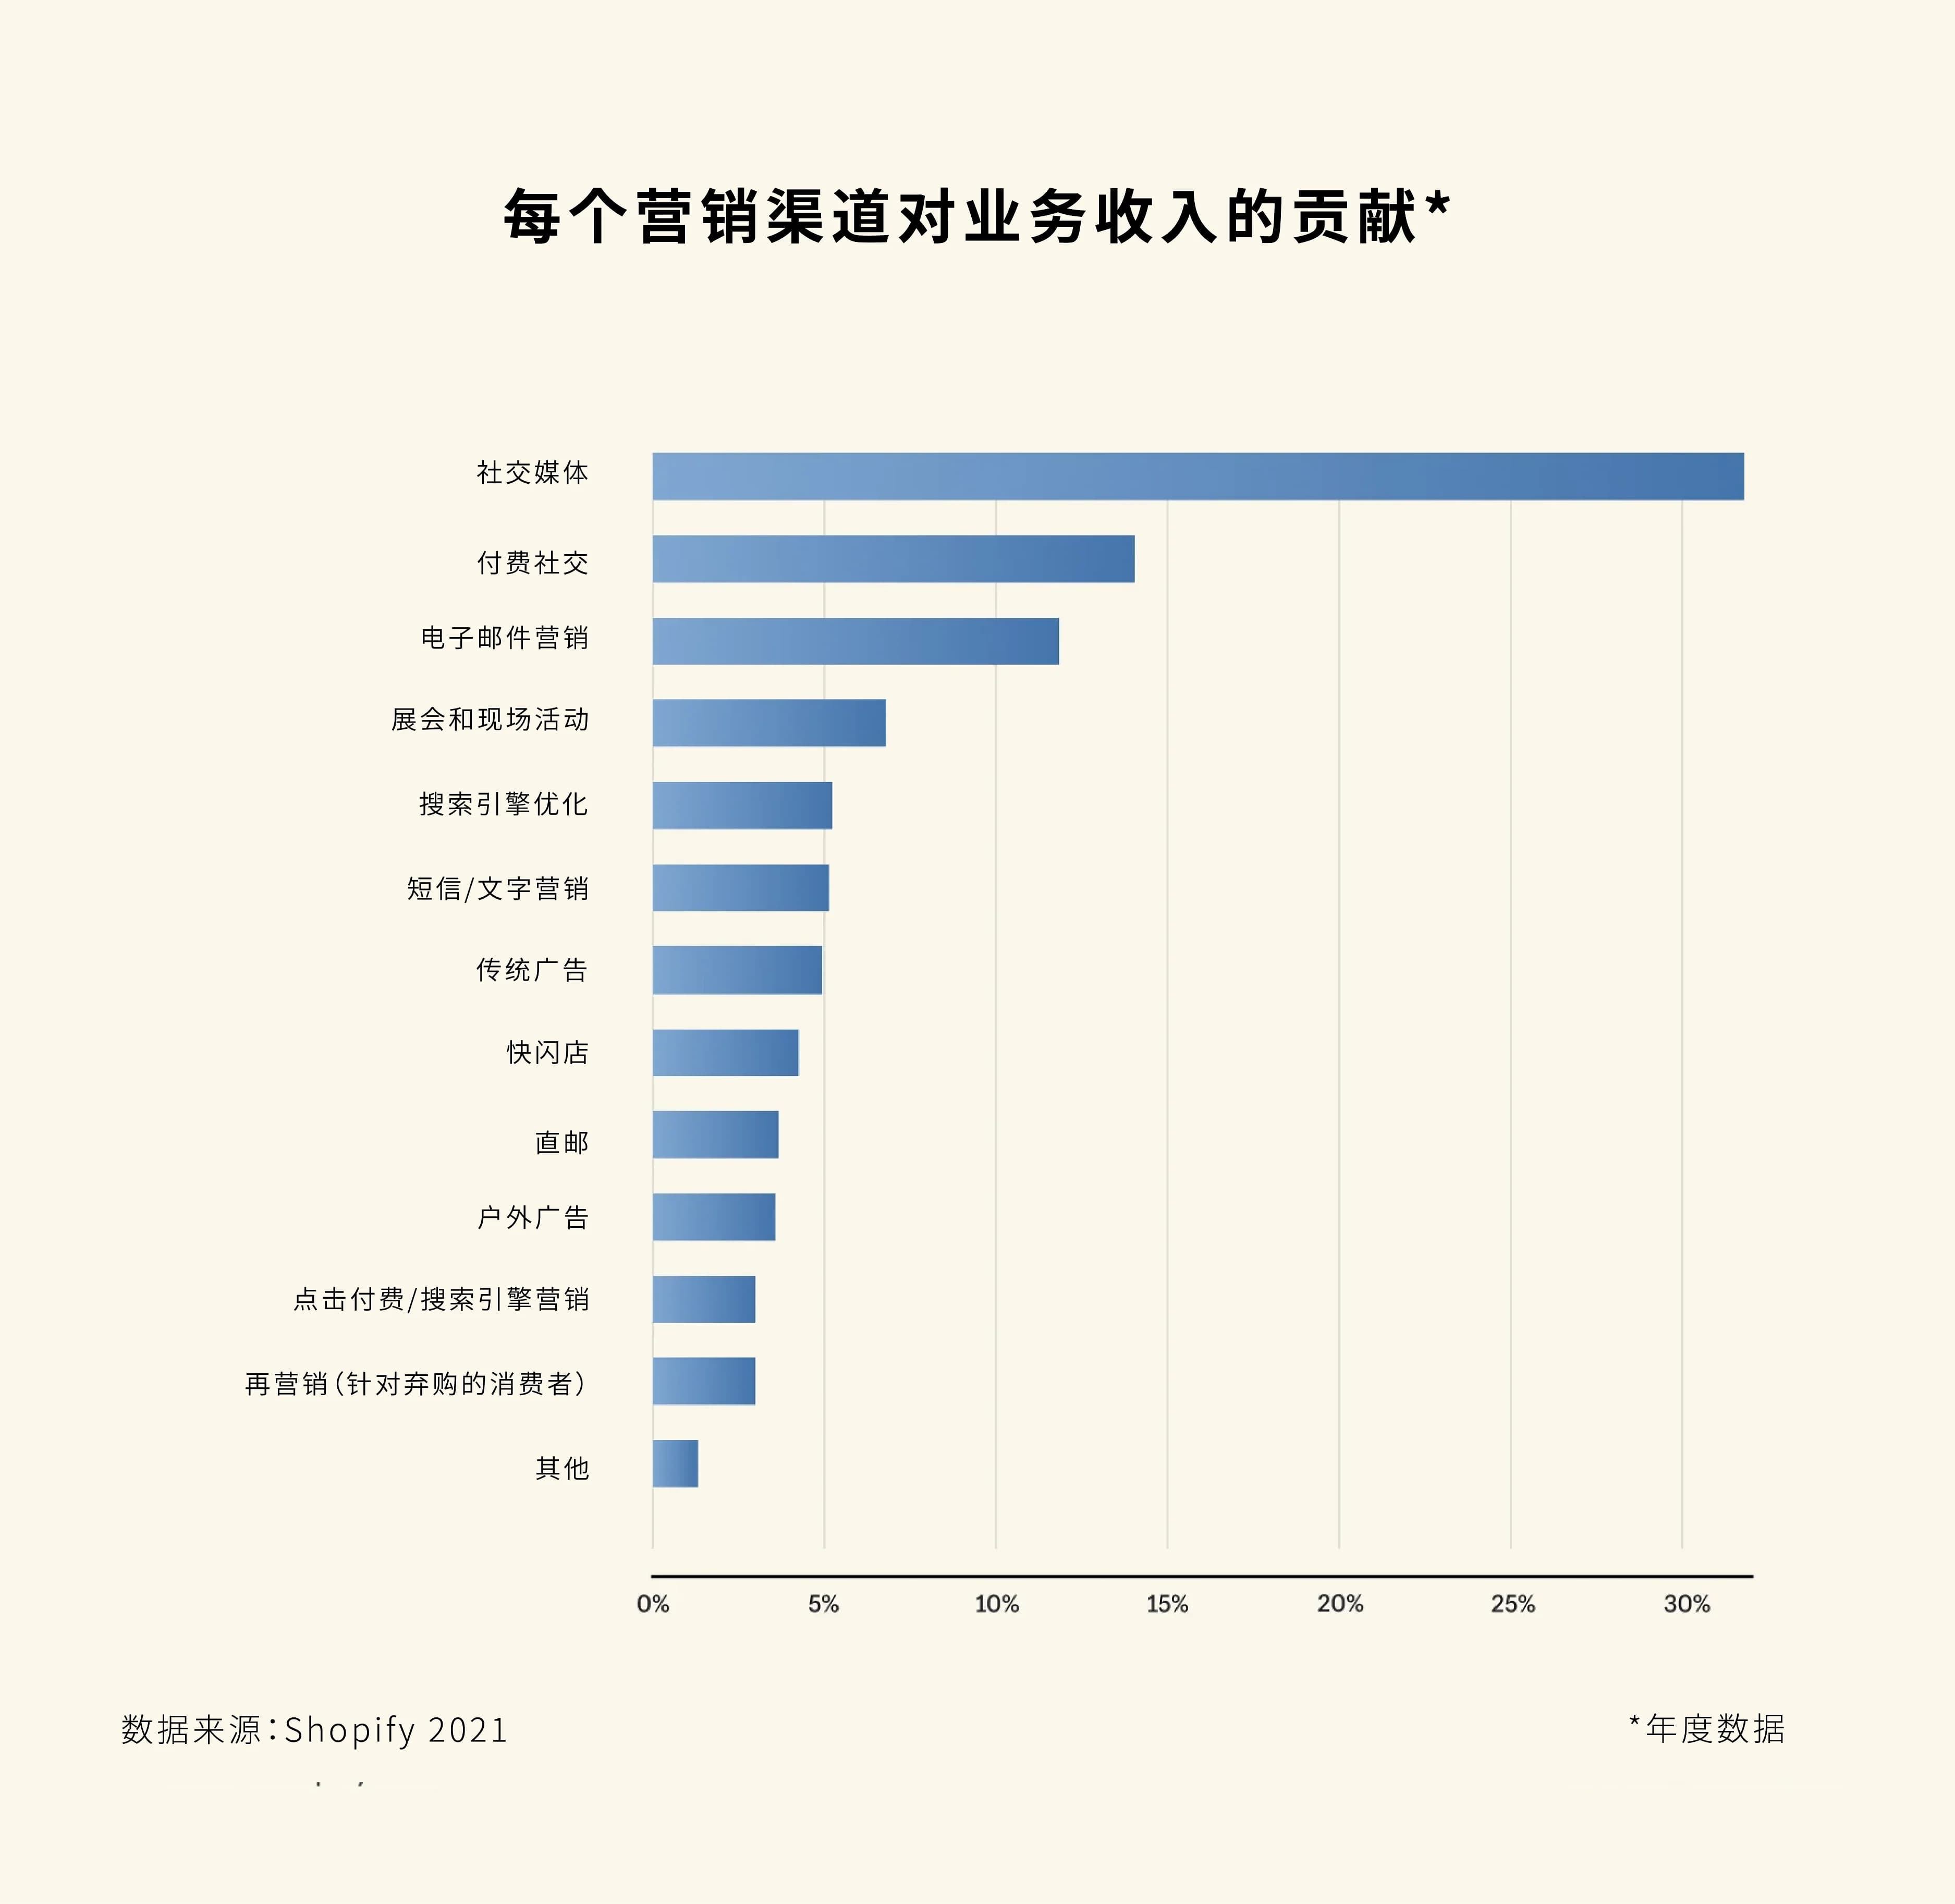 每个营销渠道对业务收入的贡献*
社交媒体
付费社交
电子邮件营销
展会和现场活动
搜索引擎优化
短信/文字营销
传统广告
快闪店
直邮
户外广告
点击付费/搜索引擎营销
再营销（针对弃购的消费者）
其他
0% 5% 10% 15% 20% 25% 30%
数据来源：Shopify 2021
*年度数据